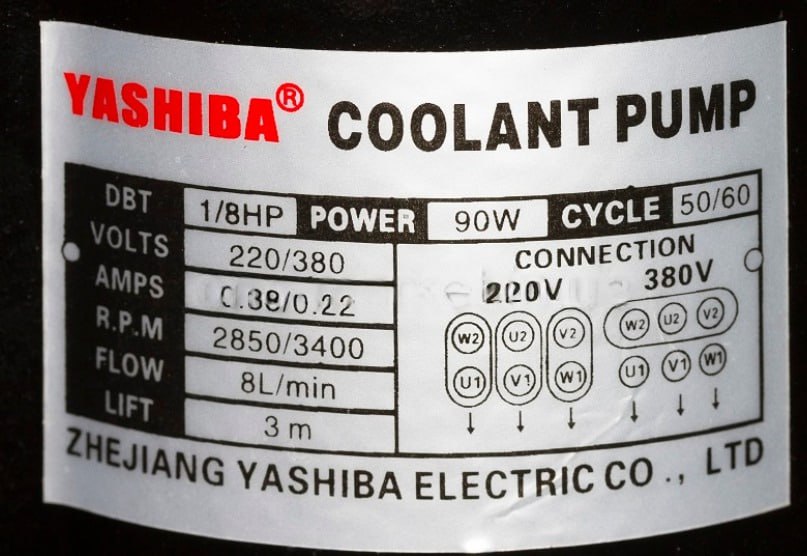 YASHIBA® COOLANT PUMP
DBT 1/8HP POWER 90W CYCLE 50/60
VOLTS 220/380
AMPS 0.38/0.22
R.P.M 2850/3400
FLOW 8L/min
LIFT 3 m
CONNECTION
220V 380V
W2 U2 V2 W2 U2 V2
U1 V1 W1 U1 V1 W1
ZHEJIANG YASHIBA ELECTRIC CO ., LTD